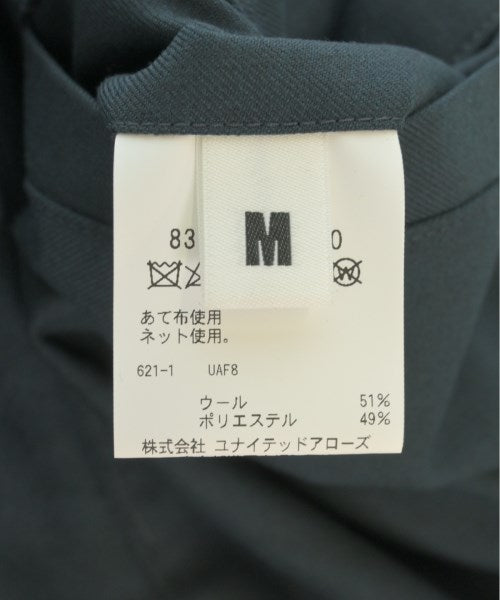 M
83 0
W
あて布使用
ネット使用。
621-1 UAF8
ウール 51%
ポリエステル 49%
株式会社 ユナイテッドアローズ